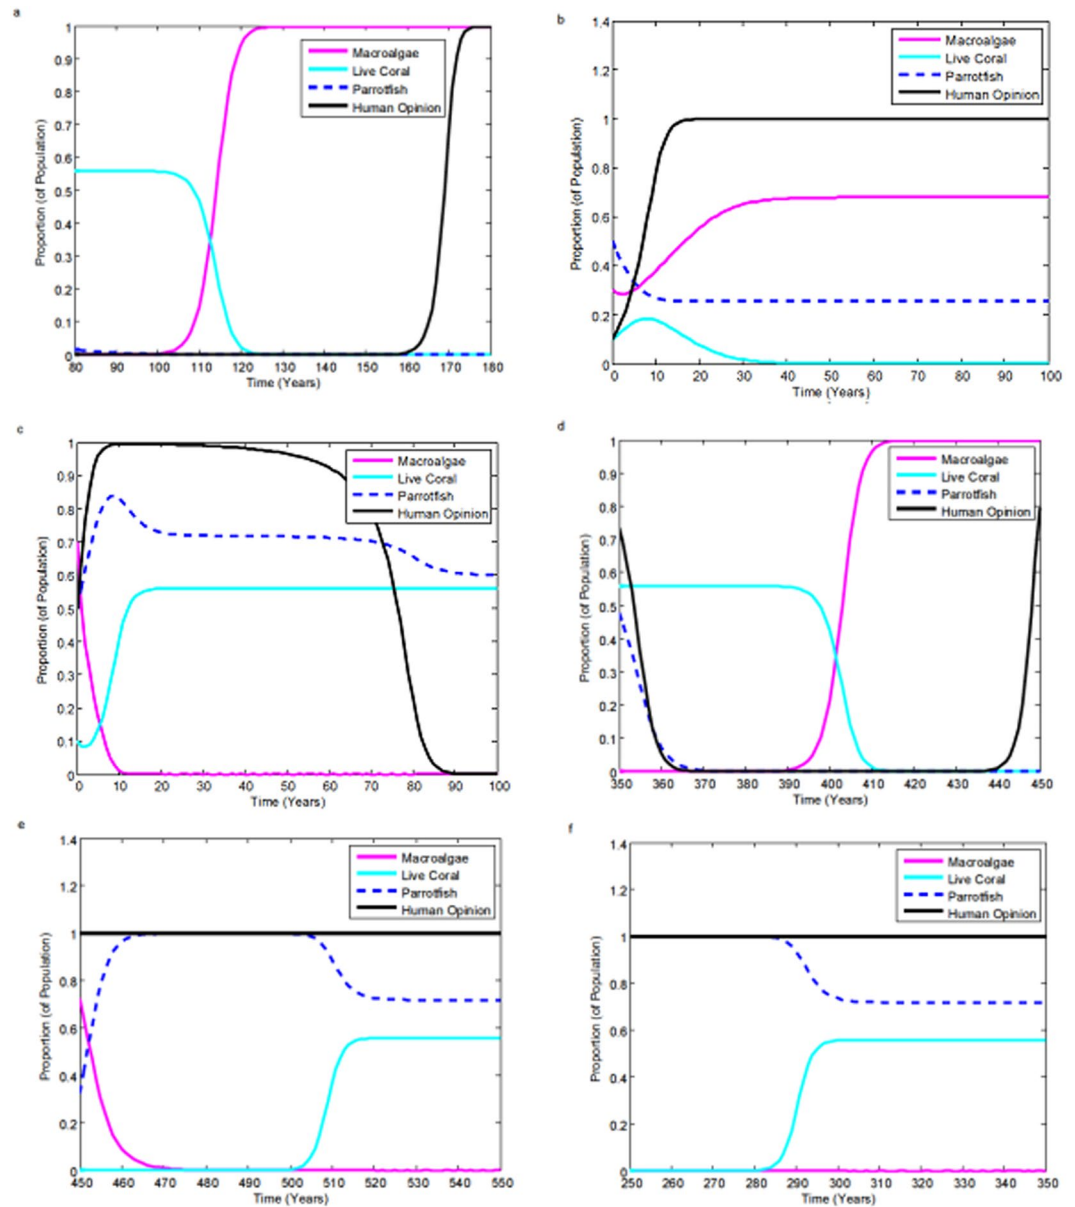 a
1
0.9
0.8
0.7
0.6
0.5
0.4
0.3
0.2
0.1
0
Proportion (of Population)
Macroalgae
Live Coral
Parrotfish
Human Opinion
80 90 100 110 120 130 140 150 160 170 180
Time (Years)
b
1.4
1.2
1
0.8
0.6
0.4
0.2
0
Proportion (of Population)
Macroalgae
Live Coral
Parrotfish
Human Opinion
0 10 20 30 40 50 60 70 80 90 100
Time (Years)
c
1
0.9
0.8
0.7
0.6
0.5
0.4
0.3
0.2
0.1
0
Proportion (of Population)
Macroalgae
Live Coral
Parrotfish
Human Opinion
0 10 20 30 40 50 60 70 80 90 100
Time (Years)
d
1
0.9
0.8
0.7
0.6
0.5
0.4
0.3
0.2
0.1
0
Proportion (of Population)
Macroalgae
Live Coral
Parrotfish
Human Opinion
350 360 370 380 390 400 410 420 430 440 450
Time (Years)
e
1.4
1.2
1
0.8
0.6
0.4
0.2
0
Proportion (of Population)
Macroalgae
Live Coral
Parrotfish
Human Opinion
450 460 470 480 490 500 510 520 530 540 550
Time (Years)
f
1.4
1.2
1
0.8
0.6
0.4
0.2
0
Proportion (of Population)
Macroalgae
Live Coral
Parrotfish
Human Opinion
250 260 270 280 290 300 310 320 330 340 350
Time (Years)